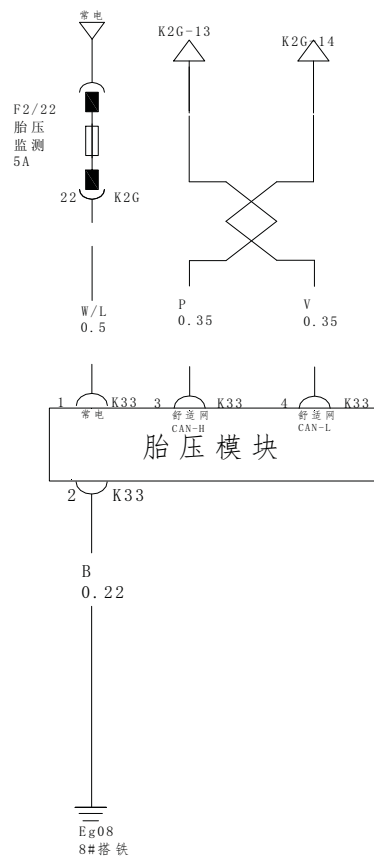 常电
K2G-13
K2G-14
F2/22
胎压
监测
5A
22
K2G
W/L
0.5
P
0.35
V
0.35
1
K33
3
K33
4
K33
常电
舒适网
CAN-H
舒适网
CAN-L
胎压模块
2
K33
B
0.22
Eg08
8#搭铁